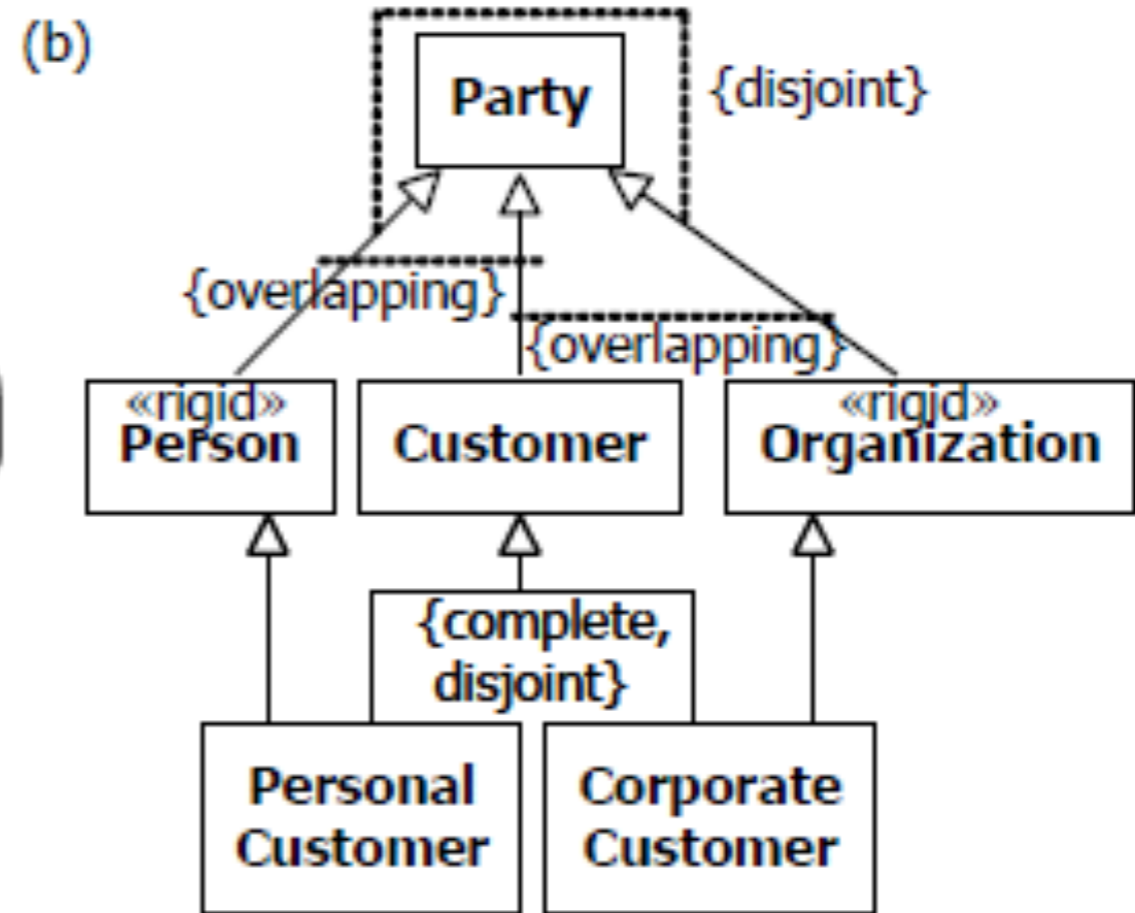 (b)
Party
{disjoint}
{overlapping}
{overlapping}
«rigid»
Person
Customer
«rigid»
Organization
{complete,
disjoint}
Personal
Customer
Corporate
Customer